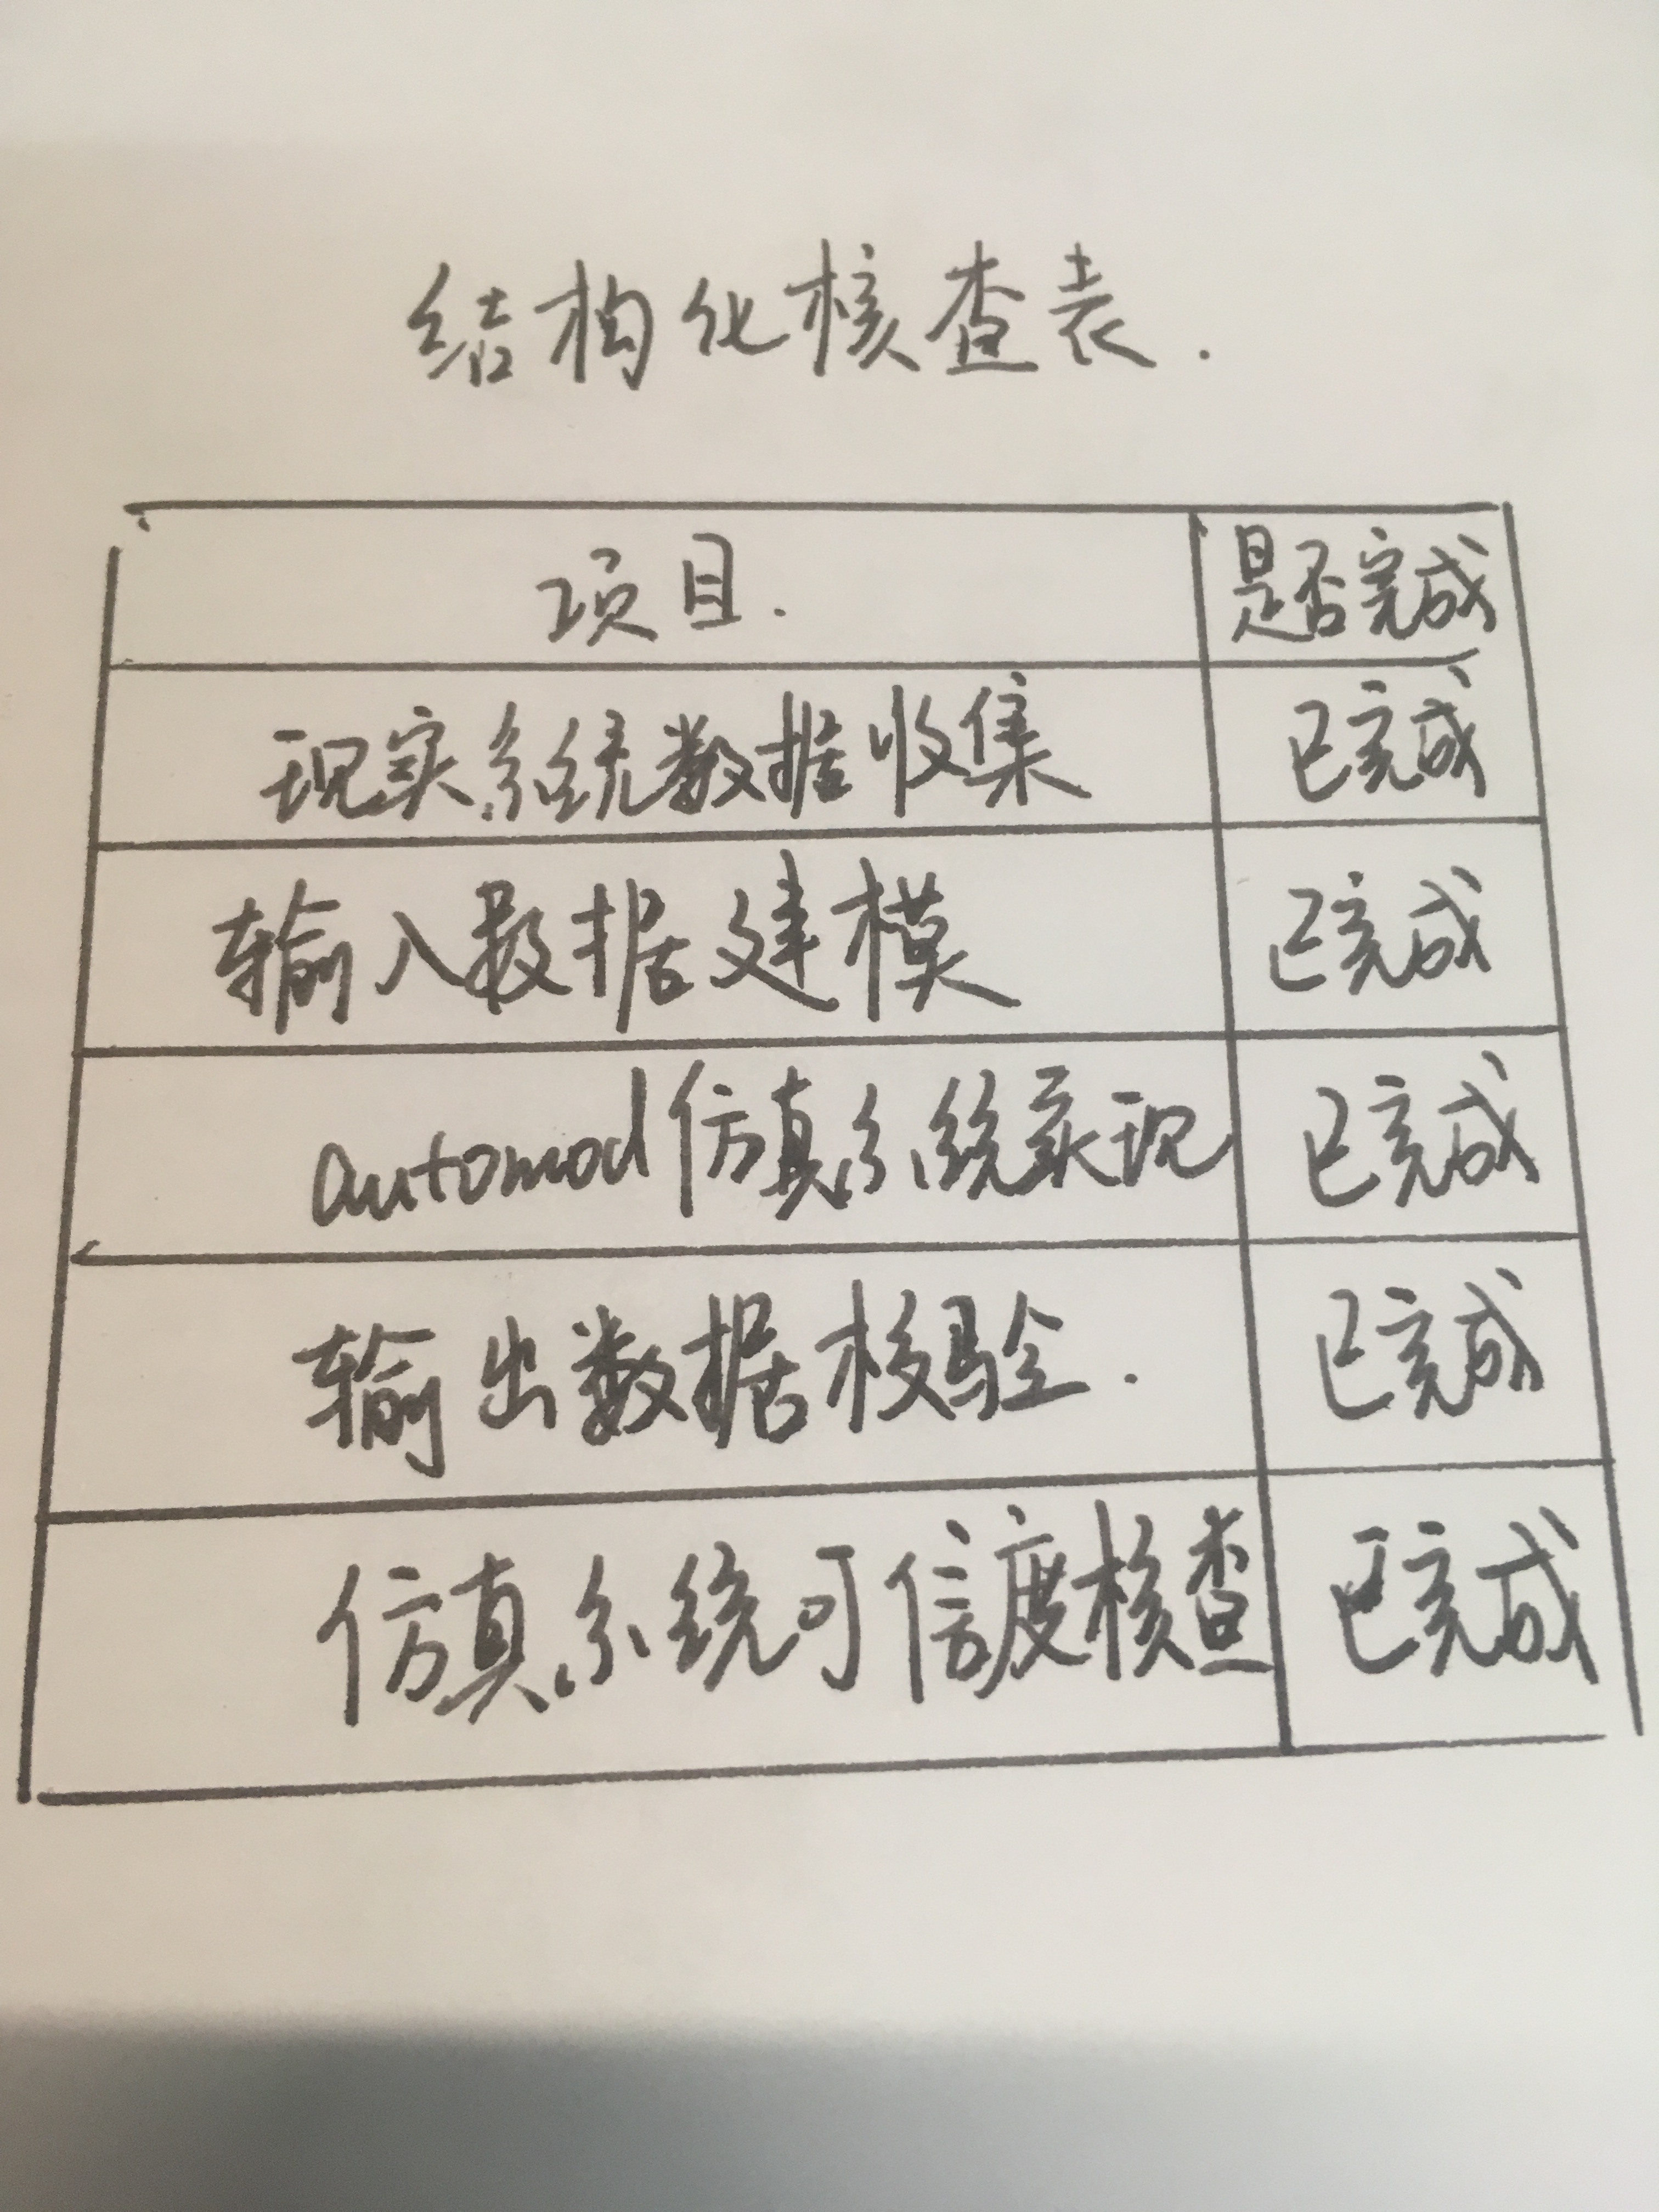 结构化核查表.
项目. 是否完成
现实系统数据收集 已完成
输入数据建模 已完成
automod仿真系统实现 已完成
输出数据校验. 已完成
仿真系统可信度核查 已完成